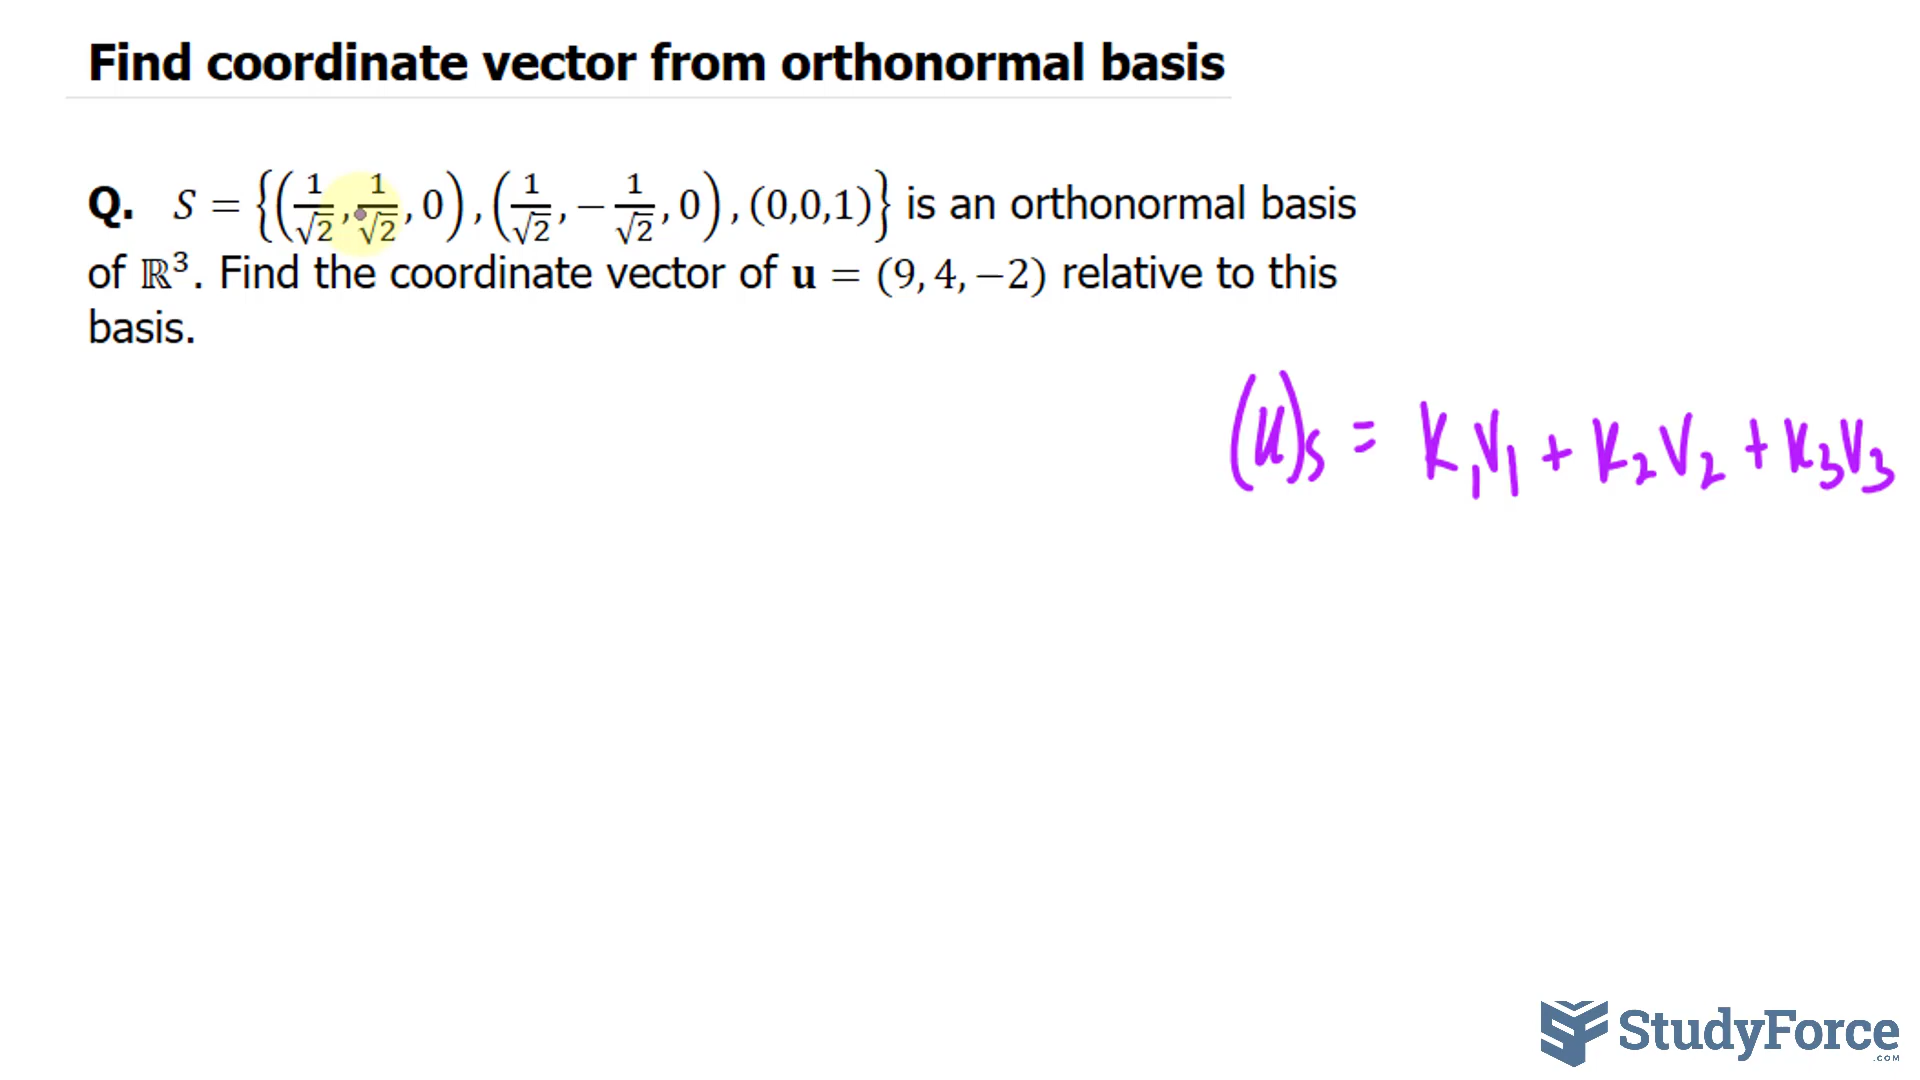 Find coordinate vector from orthonormal basis
Q. S = {(1/√2, 1/√2, 0), (1/√2, −1/√2, 0), (0,0,1)} is an orthonormal basis
of ℝ³. Find the coordinate vector of u = (9, 4, −2) relative to this
basis.
(u)s = k₁v₁ + k₂v₂ + k₃v₃
StudyForce
.COM